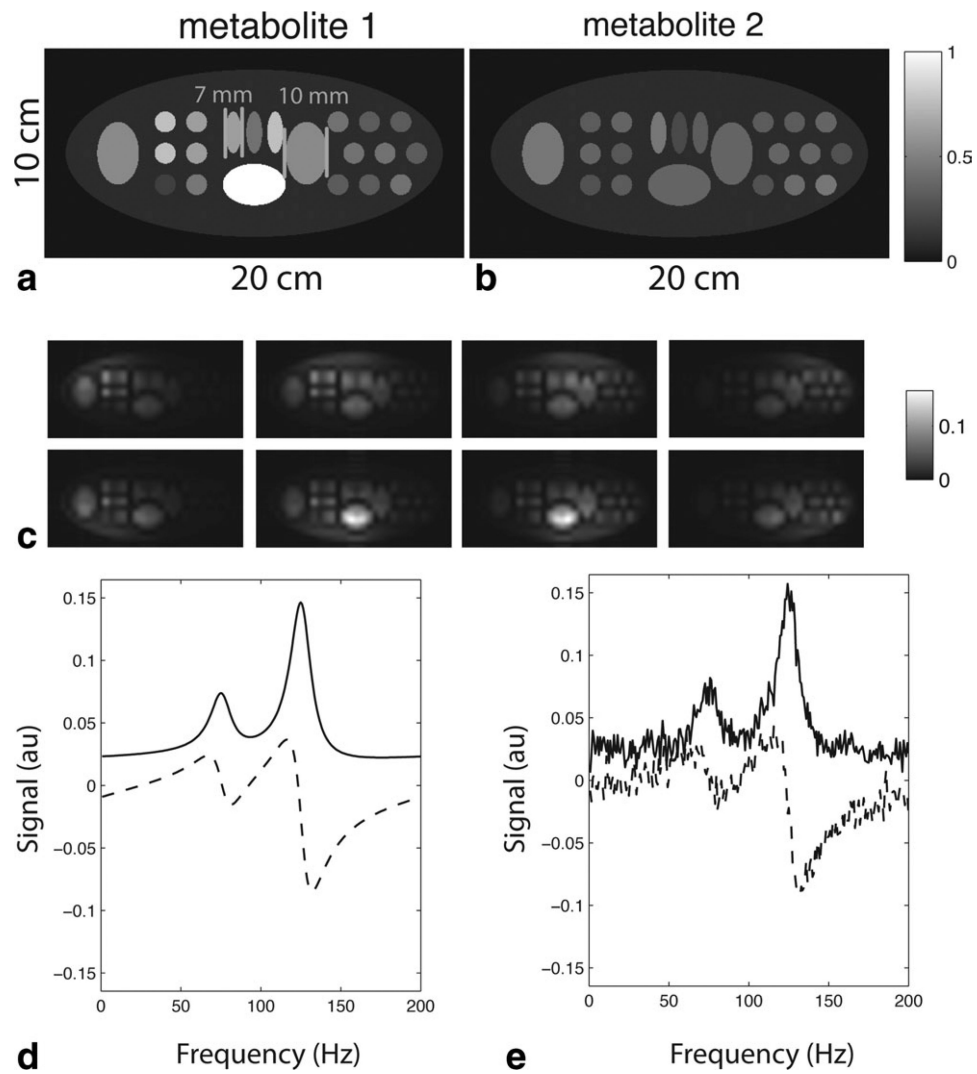 metabolite 1
metabolite 2
7 mm
10 mm
10 cm
1
0.5
0
a
20 cm
b
20 cm
0.1
0
c
0.15
0.1
0.05
0
−0.05
−0.1
−0.15
Signal (au)
0
50
100
150
200
d
Frequency (Hz)
0.15
0.1
0.05
0
−0.05
−0.1
−0.15
Signal (au)
0
50
100
150
200
e
Frequency (Hz)